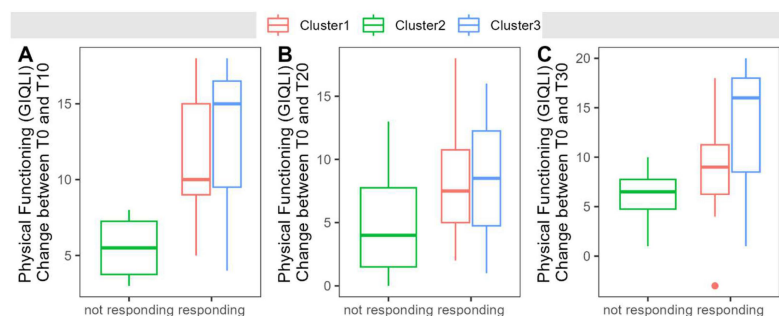 Cluster1 Cluster2 Cluster3
A
Physical Functioning (GIQLI)
Change between T0 and T10
15
10
5
not responding responding
B
Physical Functioning (GIQLI)
Change between T0 and T20
15
10
5
0
not responding responding
C
Physical Functioning (GIQLI)
Change between T0 and T30
20
15
10
5
0
not responding responding